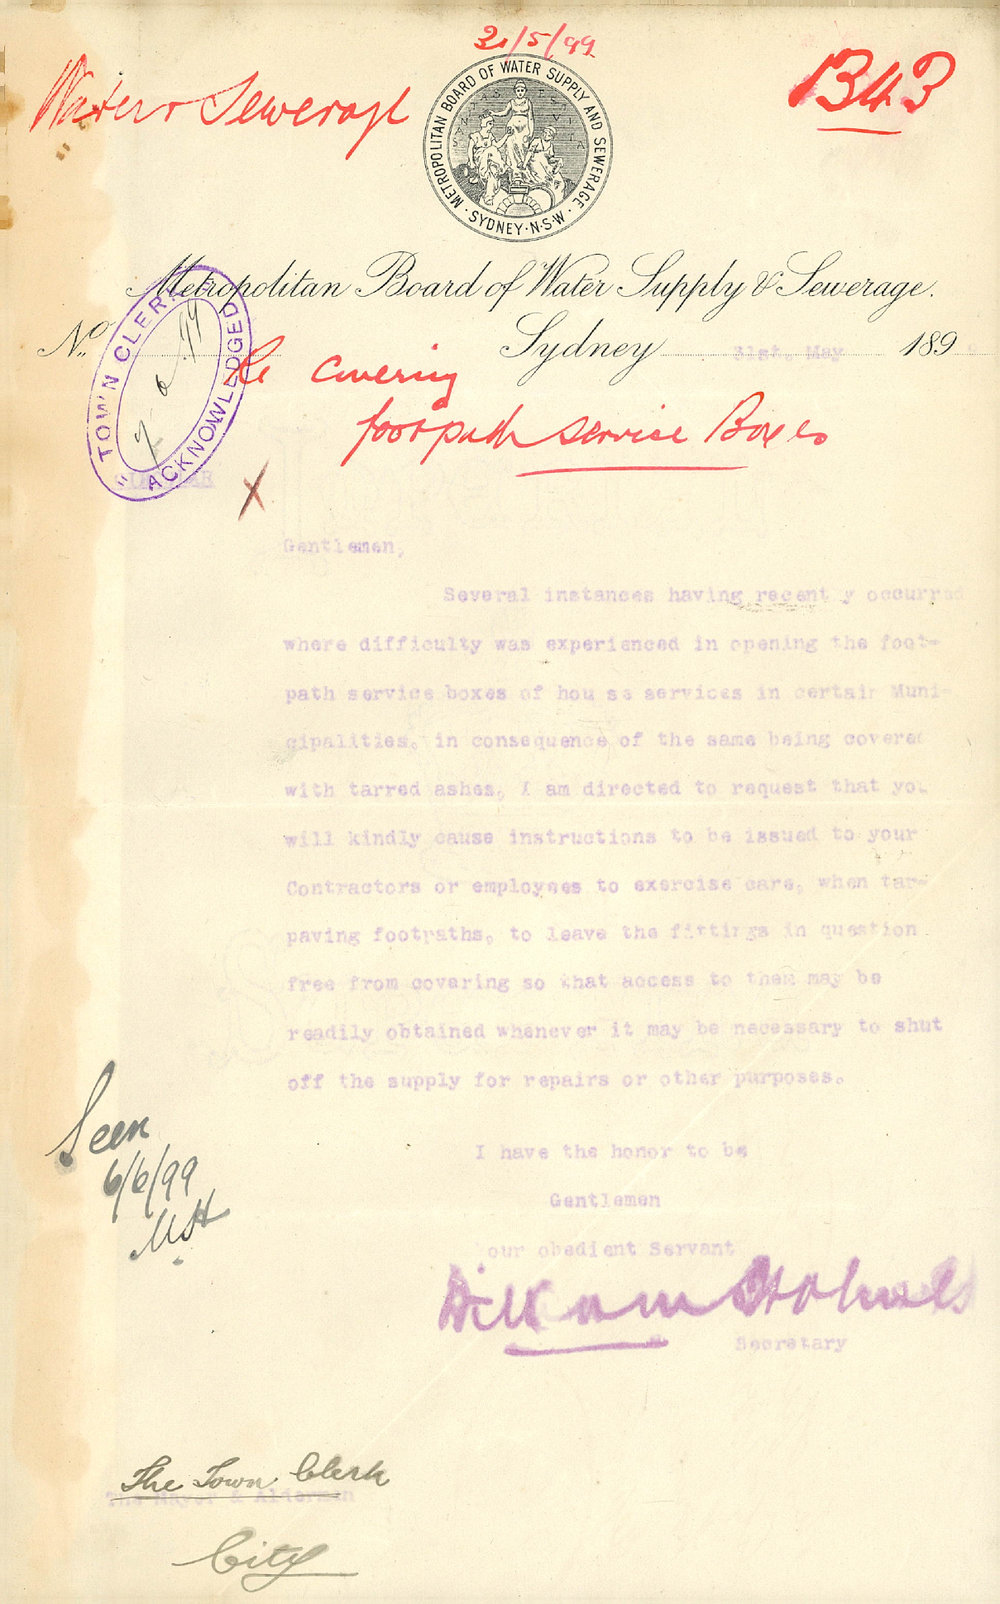 2/5/99
Water & Sewerage
1343
METROPOLITAN BOARD OF WATER SUPPLY AND SEWERAGE
· SYDNEY · N·S·W ·
Metropolitan Board of Water Supply & Sewerage.
No.
Sydney 31st. May 189
TOWN CLERK
ACKNOWLEDGED
Re Covering
footpath service Boxes
X
Gentlemen,
Several instances having recent y occurred
where difficulty was experienced in opening the foot-
path service boxes of hou se services in certain Muni-
cipalities, in consequence of the same being covered
with tarred ashes, I am directed to request that you
will kindly cause instructions to be issued to your
Contractors or employees to exercise care, when tar-
paving footpaths, to leave the fittings in question
free from covering so that access to them may be
readily obtained whenever it may be necessary to shut
off the supply for repairs or other purposes.
Seen
6/6/99
I have the honor to be
Gentlemen
our obedient Servant
William Holmes
Secretary
The Town Clerk
The Mayor & Aldermen
City